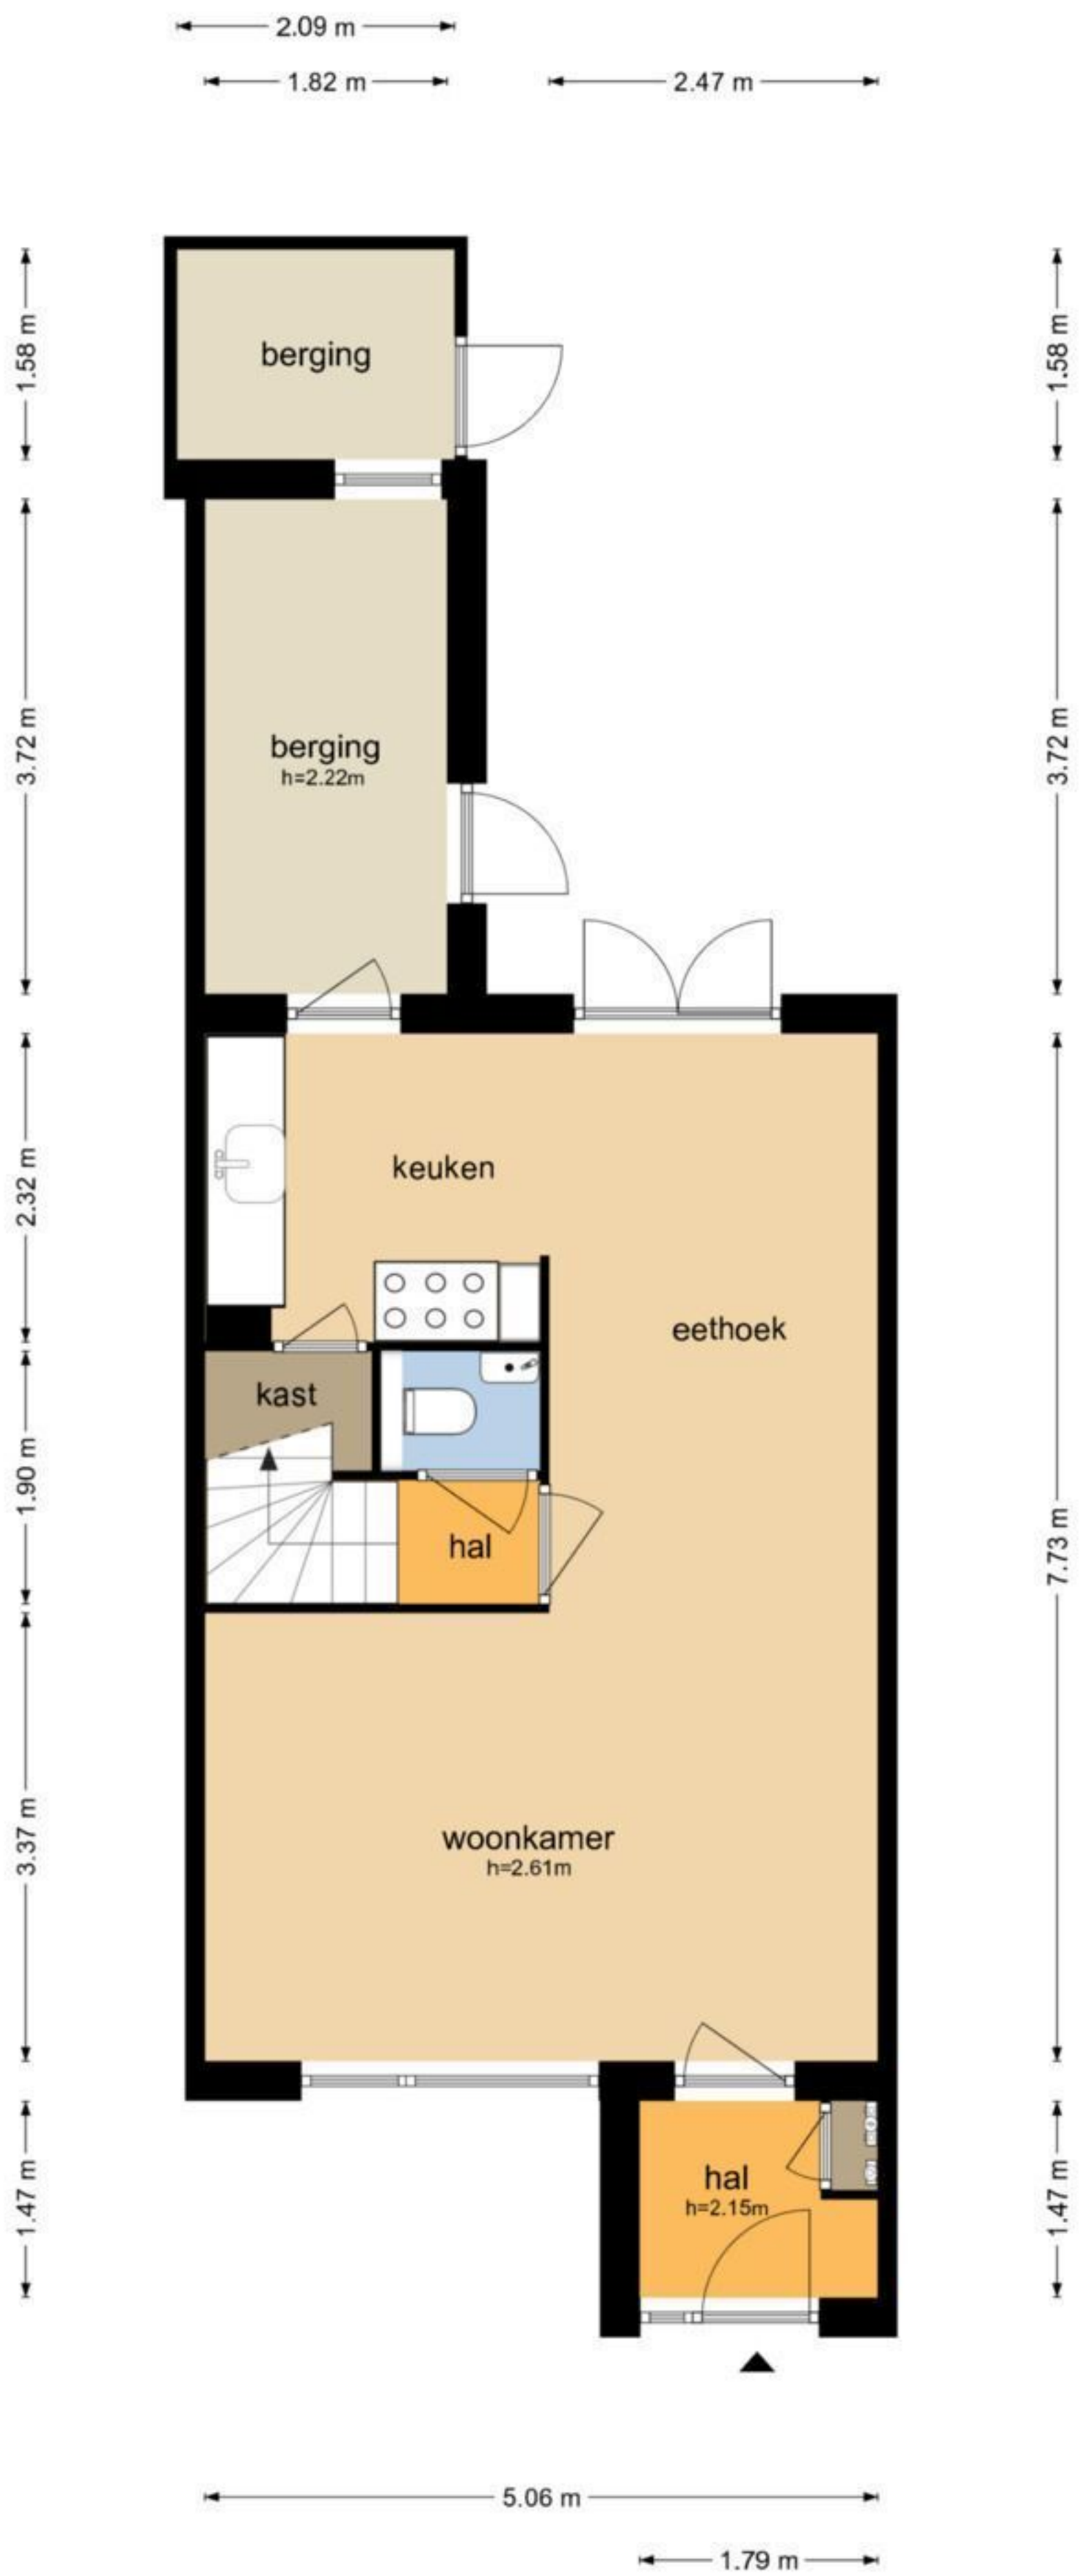 2.09 m
1.82 m
2.47 m
1.58 m
1.58 m
berging
3.72 m
3.72 m
berging
h=2.22m
2.32 m
keuken
eethoek
kast
1.90 m
hal
7.73 m
3.37 m
woonkamer
h=2.61m
1.47 m
1.47 m
hal
h=2.15m
5.06 m
1.79 m